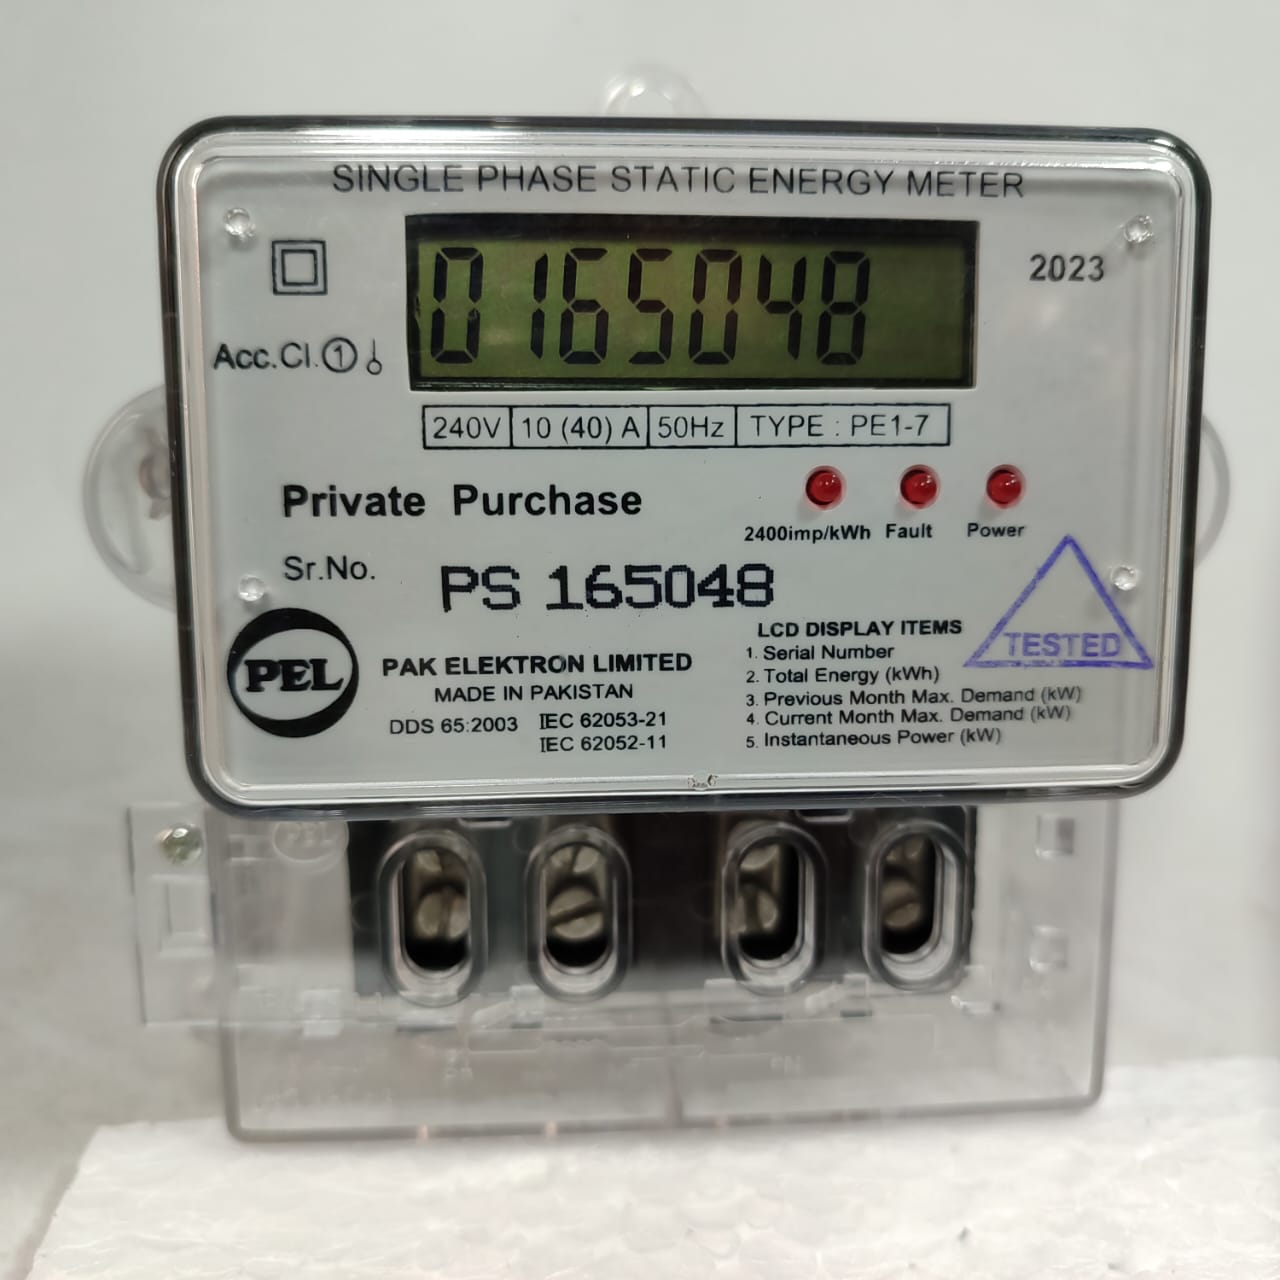 SINGLE PHASE STATIC ENERGY METER
0165048
2023
Acc.Cl.①
240V 10 (40) A 50Hz TYPE : PE1-7
Private Purchase
2400imp/kWh Fault Power
Sr.No. PS 165048
PEL
PAK ELEKTRON LIMITED
MADE IN PAKISTAN
DDS 65:2003 IEC 62053-21
IEC 62052-11
LCD DISPLAY ITEMS
1. Serial Number
2. Total Energy (kWh)
3. Previous Month Max. Demand (kW)
4. Current Month Max. Demand (kW)
5. Instantaneous Power (kW)
TESTED
PEL